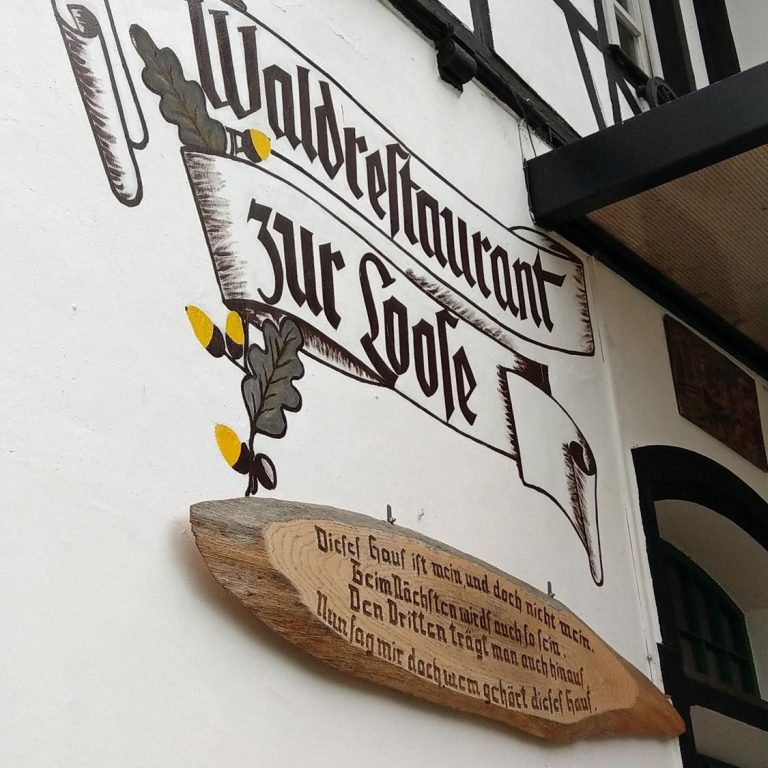 Waldreſtaurant
zur Looſe
Dieſeſ Hauſ iſt mein und doch nicht mein.
Beim Nächſten wirdſ auch ſo ſein.
Den Dritten trägt man auch hinauſ
Nun ſag mir doch, wem gehört dieſeſ Hauſ.